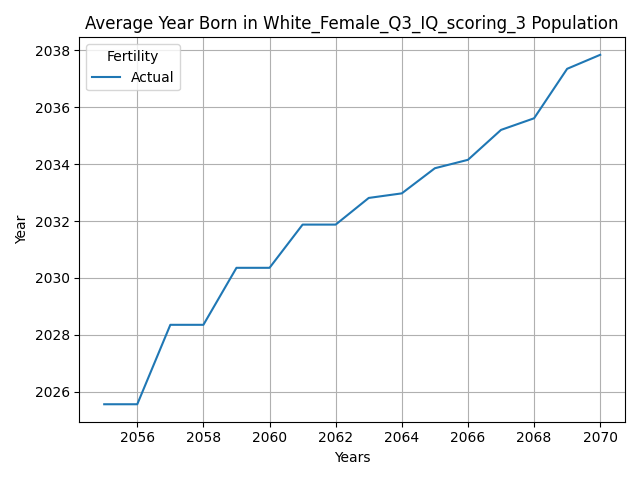 Average Year Born in White_Female_Q3_IQ_scoring_3 Population
Fertility
Actual
2038
2036
2034
2032
2030
2028
2026
Year
2056 2058 2060 2062 2064 2066 2068 2070
Years